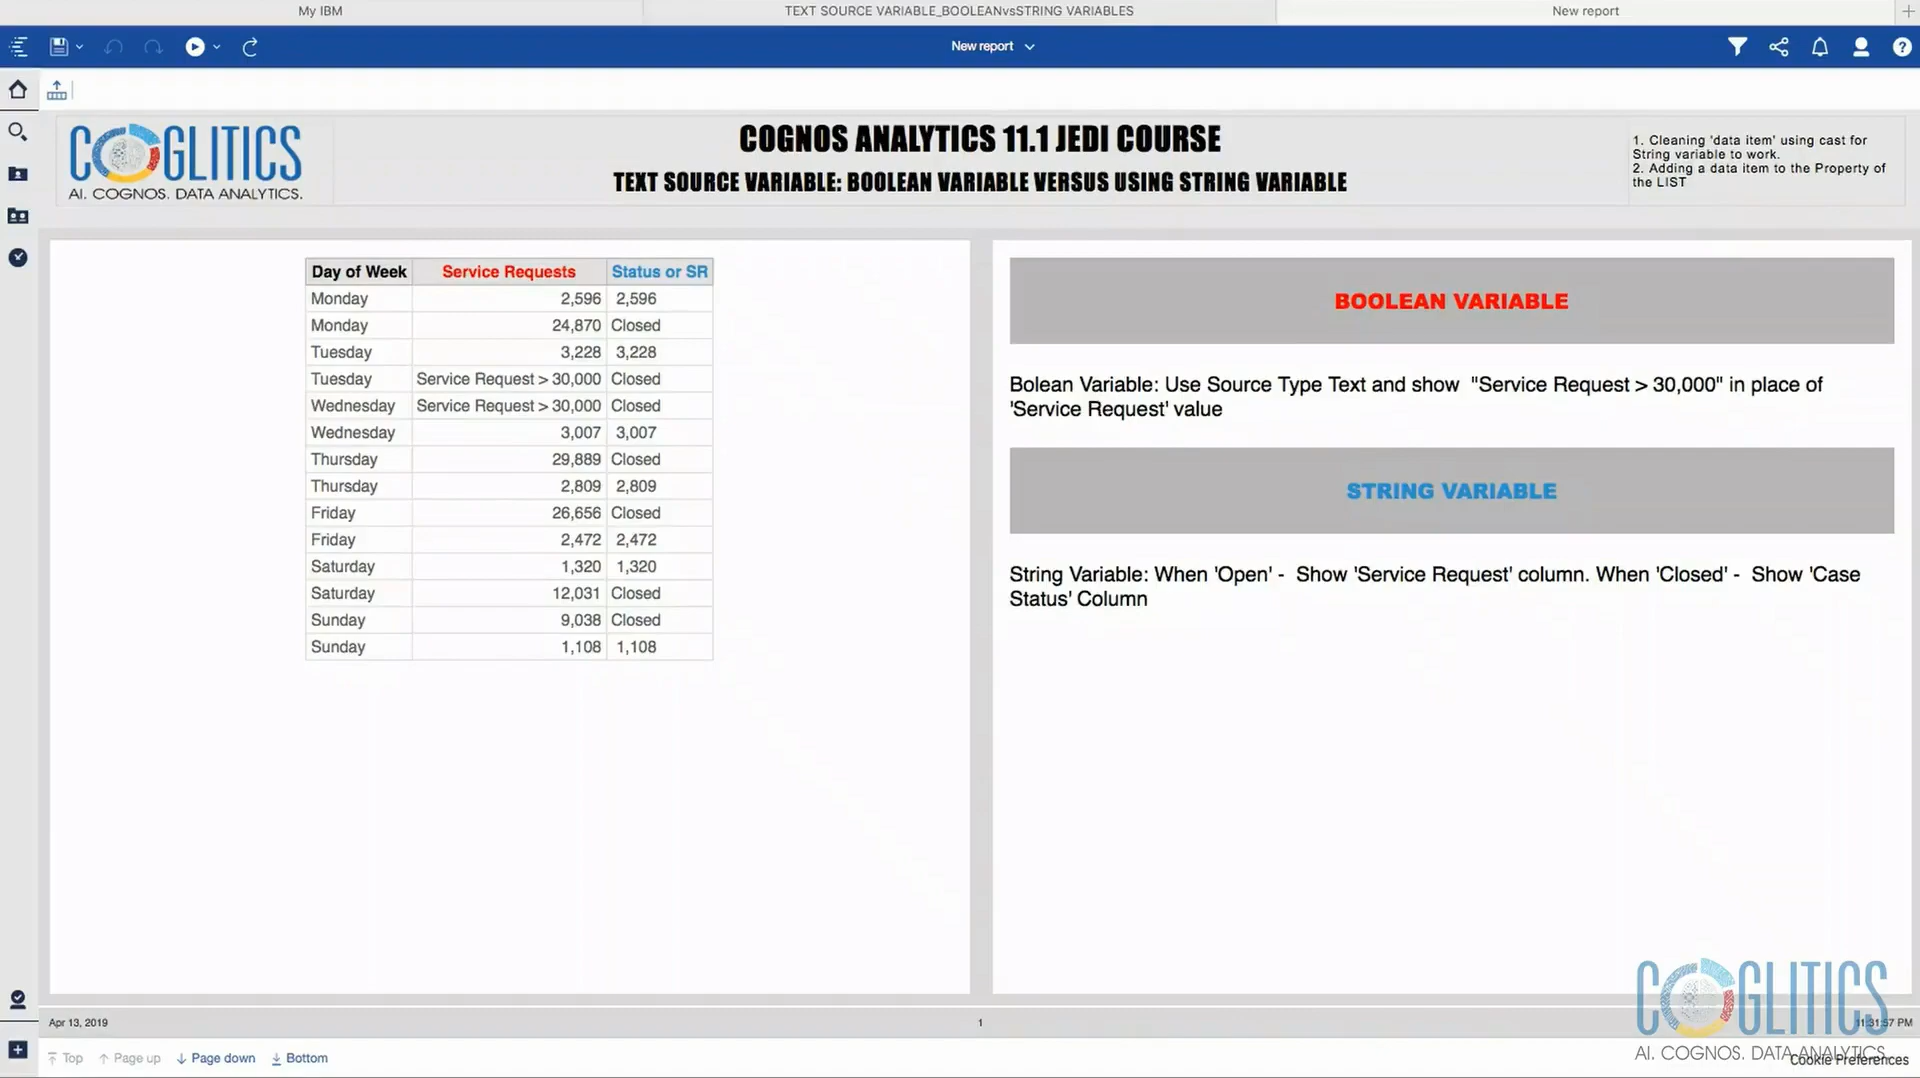 My IBM
TEXT SOURCE VARIABLE_BOOLEANvsSTRING VARIABLES
New report
New report
COGLITICS
AI. COGNOS. DATA ANALYTICS.
COGNOS ANALYTICS 11.1 JEDI COURSE
TEXT SOURCE VARIABLE: BOOLEAN VARIABLE VERSUS USING STRING VARIABLE
1. Cleaning 'data item' using cast for
String variable to work.
2. Adding a data item to the Property of
the LIST
Day of Week Service Requests Status or SR
Monday 2,596 2,596
Monday 24,870 Closed
Tuesday 3,228 3,228
Tuesday Service Request > 30,000 Closed
Wednesday Service Request > 30,000 Closed
Wednesday 3,007 3,007
Thursday 29,889 Closed
Thursday 2,809 2,809
Friday 26,656 Closed
Friday 2,472 2,472
Saturday 1,320 1,320
Saturday 12,031 Closed
Sunday 9,038 Closed
Sunday 1,108 1,108
BOOLEAN VARIABLE
Bolean Variable: Use Source Type Text and show "Service Request > 30,000" in place of
'Service Request' value
STRING VARIABLE
String Variable: When 'Open' - Show 'Service Request' column. When 'Closed' - Show 'Case
Status' Column
Apr 13, 2019
1
11:31:57 PM
COGLITICS
AI. COGNOS. DATA ANALYTICS.
Top Page up Page down Bottom
Cookie Preferences